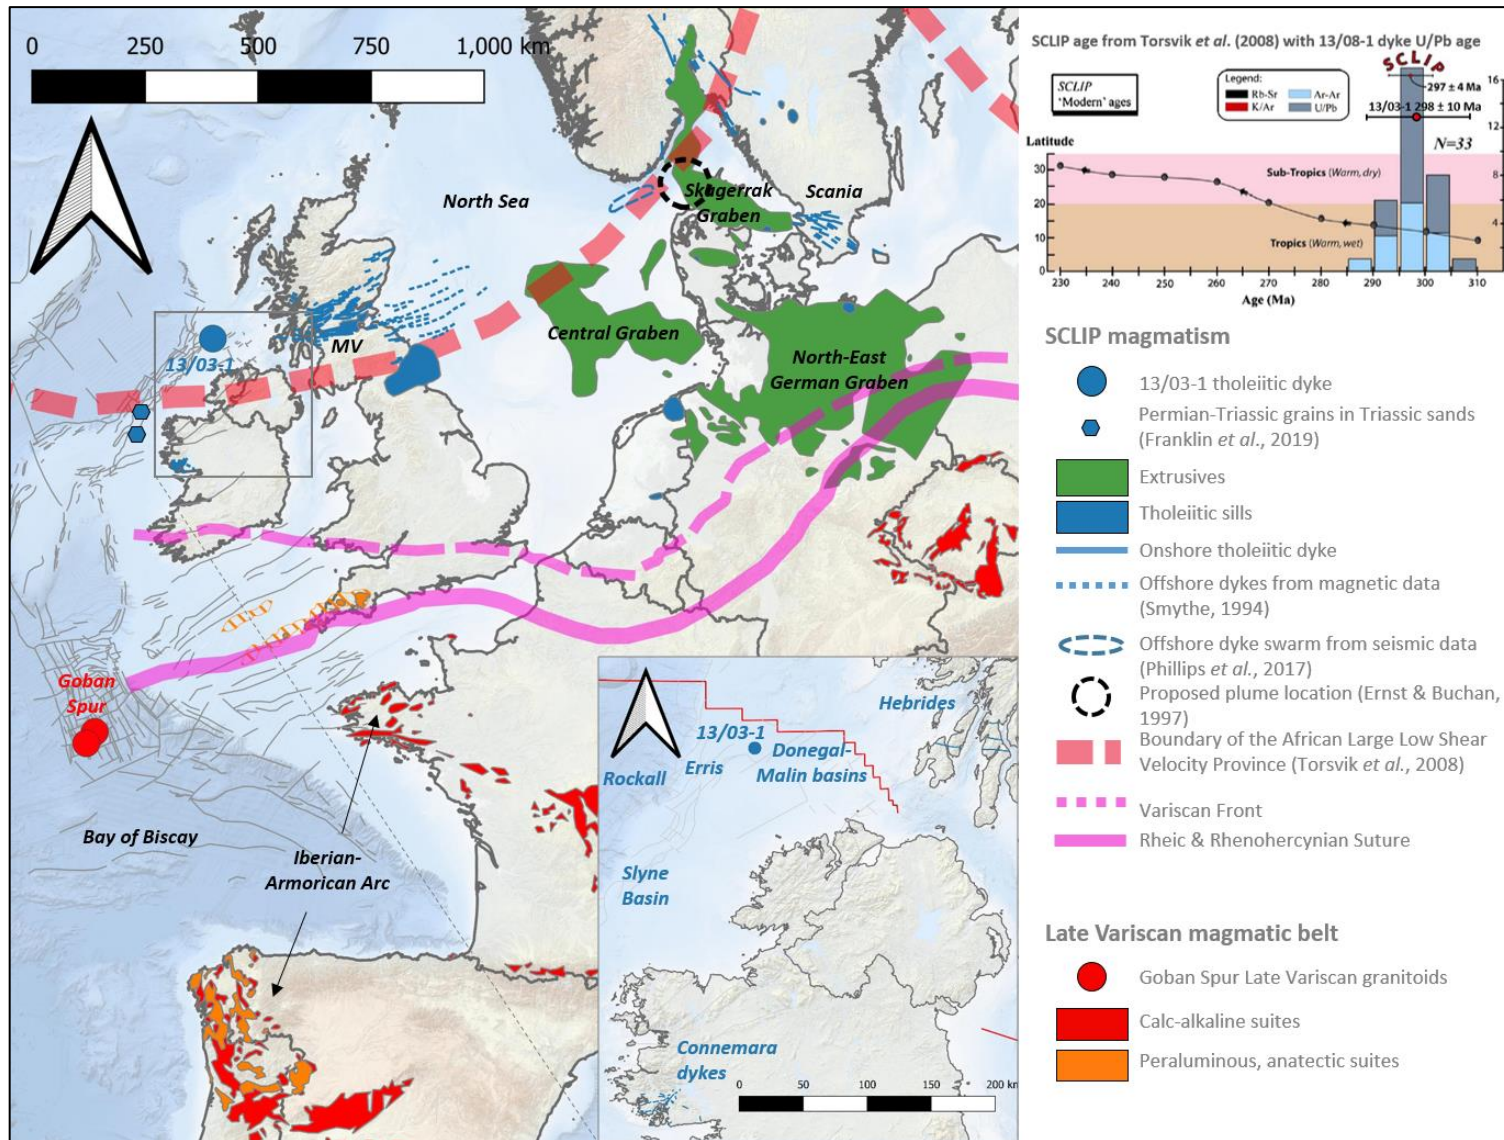 0 250 500 750 1,000 km
North Sea
Skagerrak
Graben
Scania
Central Graben
MV
13/03-1
North-East
German Graben
Goban
Spur
Bay of Biscay
Iberian-
Armorican Arc
Hebrides
13/03-1
Donegal-
Malin basins
Erris
Rockall
Slyne
Basin
Connemara
dykes
0 50 100 150 200 km
SCLIP age from Torsvik et al. (2008) with 13/08-1 dyke U/Pb age
SCLIP
SCLIP
'Modern' ages
Legend:
Rb-Sr
Ar-Ar
K/Ar
U/Pb
297 ± 4 Ma
13/03-1 298 ± 10 Ma
N=33
Latitude
30
20
10
0
16
12
8
4
Sub-Tropics (Warm, dry)
Tropics (Warm, wet)
230 240 250 260 270 280 290 300 310
Age (Ma)
SCLIP magmatism
13/03-1 tholeiitic dyke
Permian-Triassic grains in Triassic sands
(Franklin et al., 2019)
Extrusives
Tholeiitic sills
Onshore tholeiitic dyke
Offshore dykes from magnetic data
(Smythe, 1994)
Offshore dyke swarm from seismic data
(Phillips et al., 2017)
Proposed plume location (Ernst & Buchan,
1997)
Boundary of the African Large Low Shear
Velocity Province (Torsvik et al., 2008)
Variscan Front
Rheic & Rhenohercynian Suture
Late Variscan magmatic belt
Goban Spur Late Variscan granitoids
Calc-alkaline suites
Peraluminous, anatectic suites